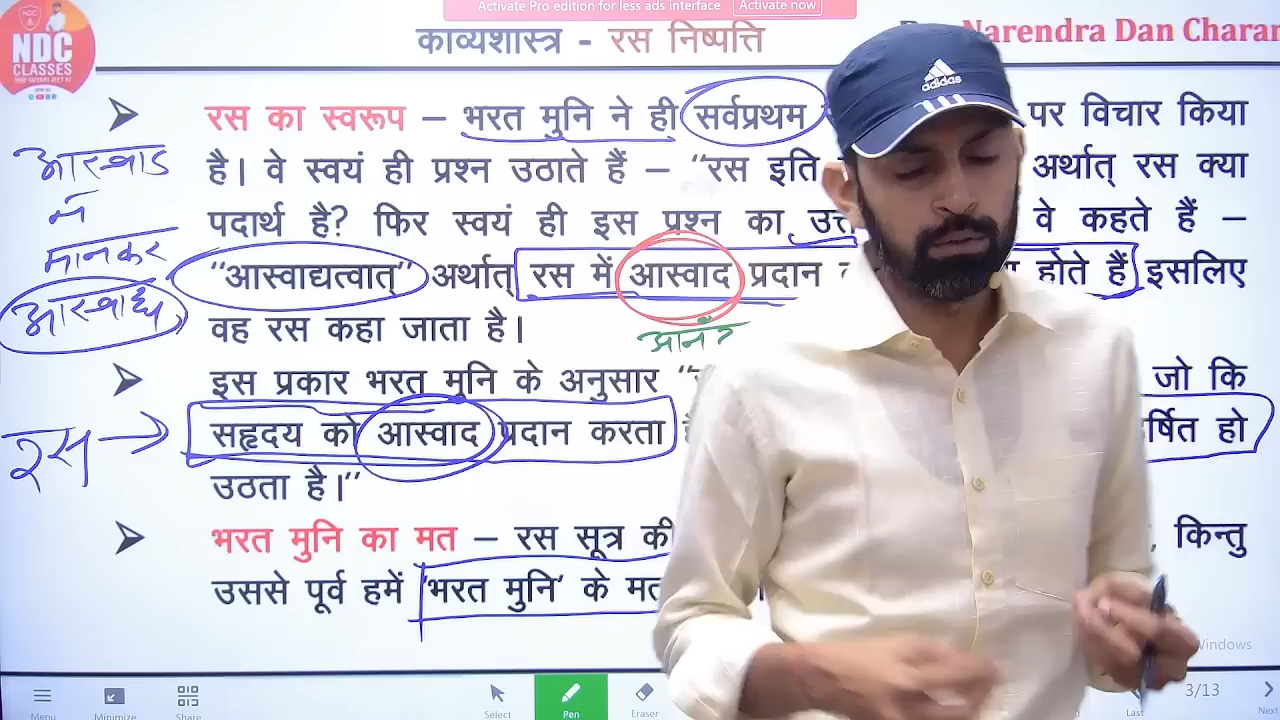 Activate Pro edition for less ads interface Activate now
काव्यशास्त्र - रस निष्पत्ति
Narendra Dan Charan
NDC
CLASSES
रस का स्वरूप – भरत मुनि ने ही सर्वप्रथम पर विचार किया
है। वे स्वयं ही प्रश्न उठाते हैं – “रस इति अर्थात् रस क्या
पदार्थ है? फिर स्वयं ही इस प्रश्न का वे कहते हैं –
“आस्वाद्यत्वात्” अर्थात् रस में आस्वाद प्रदान होते हैं इसलिए
वह रस कहा जाता है।
इस प्रकार भरत मुनि के अनुसार जो कि
सहृदय को आस्वाद प्रदान करता हो
उठता है।”
भरत मुनि का मत – रस सूत्र की किन्तु
उससे पूर्व हमें ‘भरत मुनि’ के मत
आस्वाद
में
मानकर
आस्वाद्य
रस
adidas
Windows.
Menu Minimize Share Select Pen Eraser Last 3/13 Next